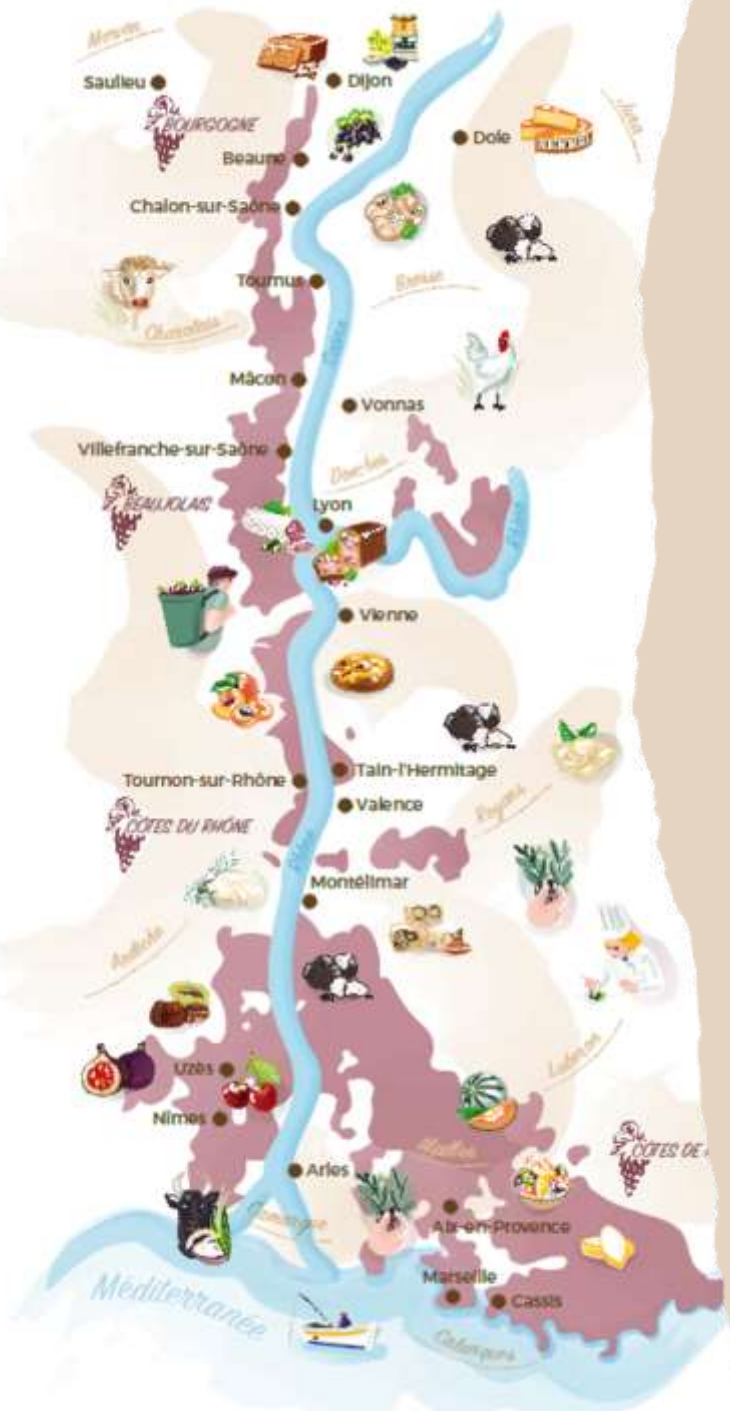 Morvan
Saulieu
Dijon
BOURGOGNE
Dole
Jura
Beaune
Chalon-sur-Saône
Tournus
Bresse
Charolais
Saône
Mâcon
Vonnas
Villefranche-sur-Saône
Dombes
BEAUJOLAIS
Lyon
Rhône
Vienne
Tain-l'Hermitage
Tournon-sur-Rhône
Valence
Royans
CÔTES DU RHÔNE
Rhône
Montélimar
Ardèche
Luberon
Uzès
Nîmes
CÔTES DE
Alpilles
Arles
Camargue
Aix-en-Provence
Marseille
Cassis
Méditerranée
Calanques